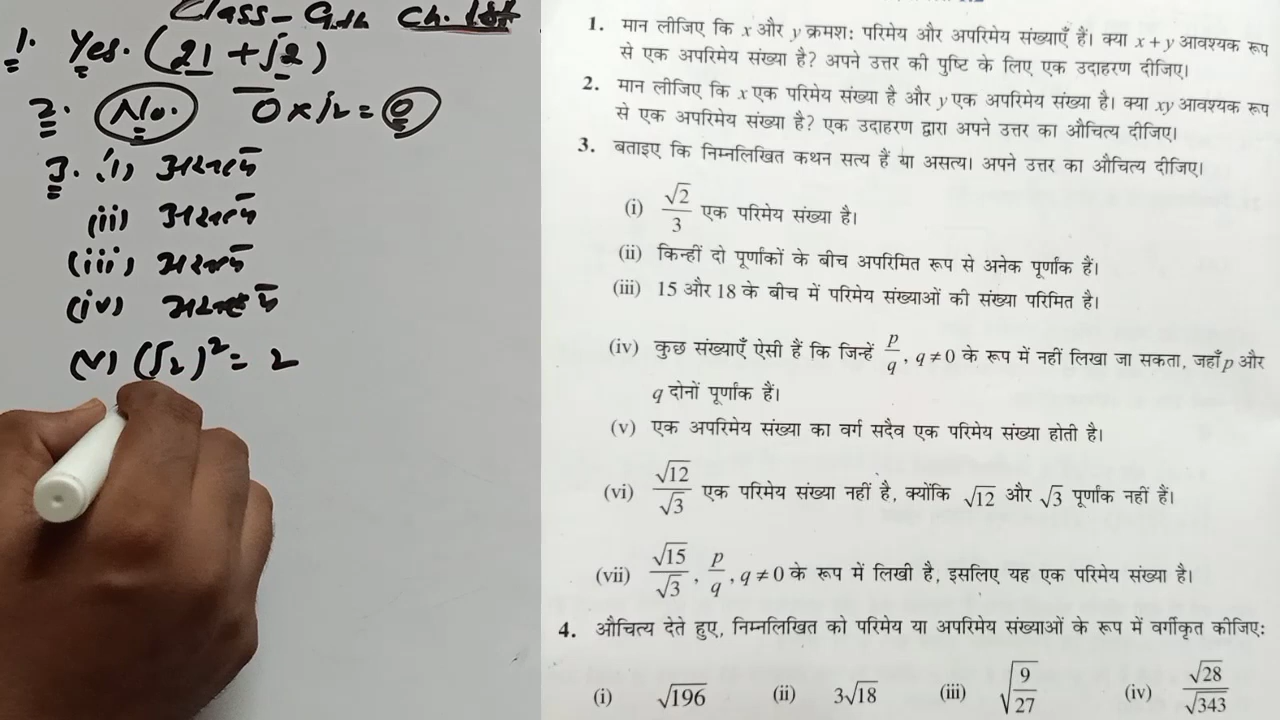 Class- 9th Ch. 1st
1. Yes. (21 + √2)
2. No. 0 × √2 = 0
3. (i) असत्य
(ii) असत्य
(iii) असत्य
(iv)
(v) (√2)² = 2
1. मान लीजिए कि x और y क्रमशः परिमेय और अपरिमेय संख्याएँ हैं। क्या x + y आवश्यक रूप
से एक अपरिमेय संख्या है? अपने उत्तर की पुष्टि के लिए एक उदाहरण दीजिए।
2. मान लीजिए कि x एक परिमेय संख्या है और y एक अपरिमेय संख्या है। क्या xy आवश्यक रूप
से एक अपरिमेय संख्या है? एक उदाहरण द्वारा अपने उत्तर का औचित्य दीजिए।
3. बताइए कि निम्नलिखित कथन सत्य हैं या असत्य। अपने उत्तर का औचित्य दीजिए।
(i) √2/3 एक परिमेय संख्या है।
(ii) किन्हीं दो पूर्णांकों के बीच अपरिमित रूप से अनेक पूर्णांक हैं।
(iii) 15 और 18 के बीच में परिमेय संख्याओं की संख्या परिमित है।
(iv) कुछ संख्याएँ ऐसी हैं कि जिन्हें p/q, q ≠ 0 के रूप में नहीं लिखा जा सकता, जहाँ p और
q दोनों पूर्णांक हैं।
(v) एक अपरिमेय संख्या का वर्ग सदैव एक परिमेय संख्या होती है।
(vi) √12/√3 एक परिमेय संख्या नहीं है, क्योंकि √12 और √3 पूर्णांक नहीं हैं।
(vii) √15/√3, p/q, q ≠ 0 के रूप में लिखी है, इसलिए यह एक परिमेय संख्या है।
4. औचित्य देते हुए, निम्नलिखित को परिमेय या अपरिमेय संख्याओं के रूप में वर्गीकृत कीजिए:
(i) √196 (ii) 3√18 (iii) √9/27 (iv) √28/√343